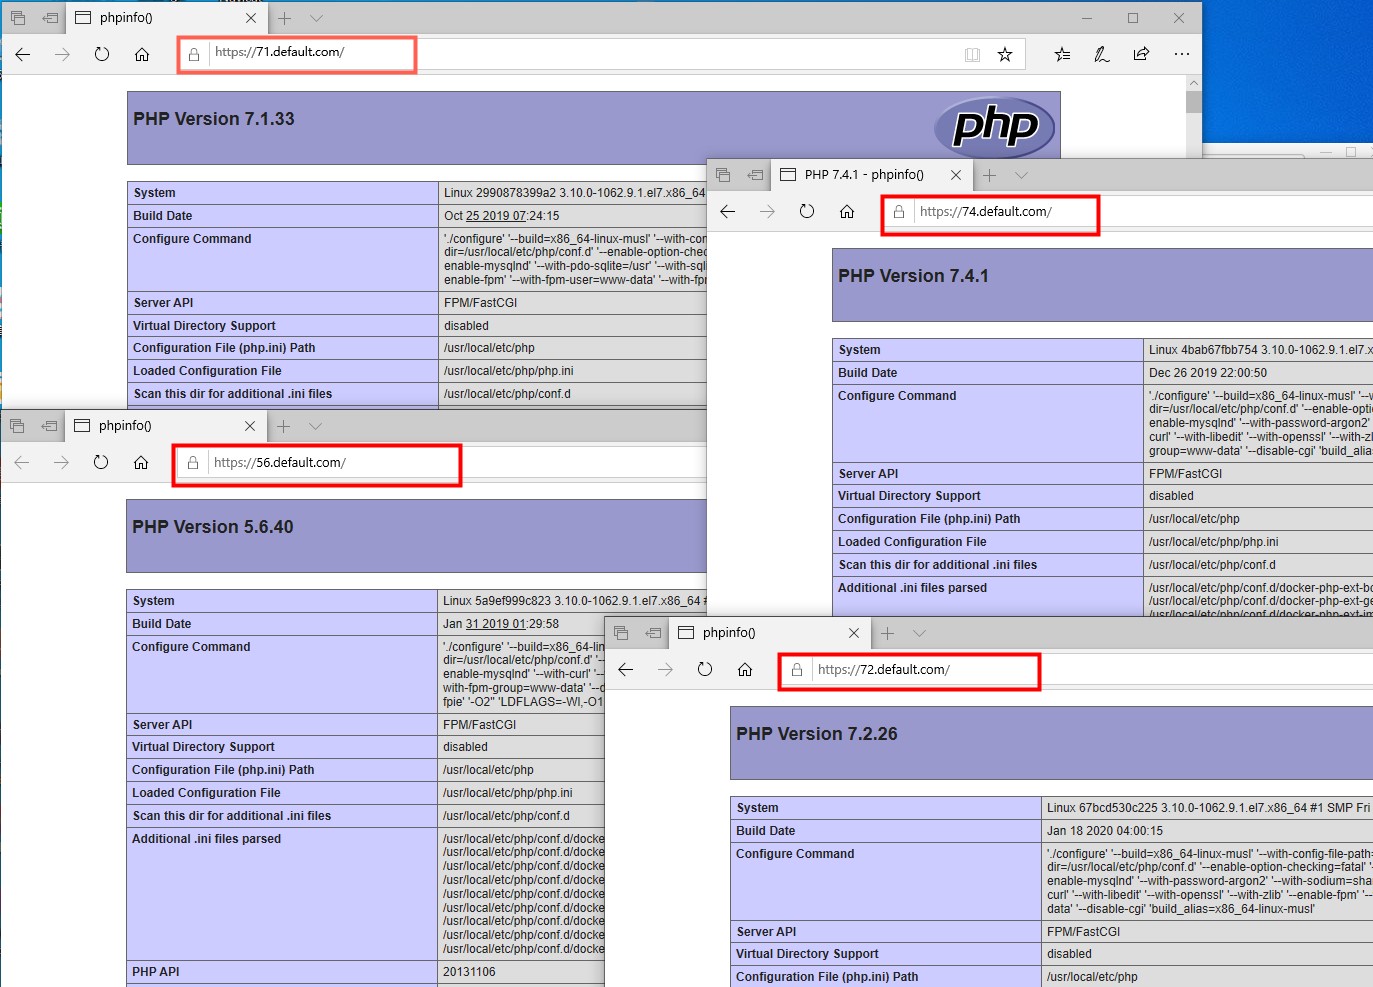 phpinfo()
https://71.default.com/
PHP Version 7.1.33
php
System
Linux 2990878399a2 3.10.0-1062.9.1.el7.x86_64
Build Date
Oct 25 2019 07:24:15
Configure Command
'./configure' '--build=x86_64-linux-musl' '--with-con
dir=/usr/local/etc/php/conf.d' '--enable-option-chec
enable-mysqlnd' '--with-pdo-sqlite=/usr' '--with-sql
enable-fpm' '--with-fpm-user=www-data' '--with-fpm
Server API
FPM/FastCGI
Virtual Directory Support
disabled
Configuration File (php.ini) Path
/usr/local/etc/php
Loaded Configuration File
/usr/local/etc/php/php.ini
Scan this dir for additional .ini files
/usr/local/etc/php/conf.d
PHP 7.4.1 - phpinfo()
https://74.default.com/
PHP Version 7.4.1
System
Linux 4bab67fbb754 3.10.0-1062.9.1.el7.x
Build Date
Dec 26 2019 22:00:50
Configure Command
'./configure' '--build=x86_64-linux-musl' '--w
dir=/usr/local/etc/php/conf.d' '--enable-optio
enable-mysqlnd' '--with-password-argon2'
curl' '--with-libedit' '--with-openssl' '--with-zl
group=www-data' '--disable-cgi' 'build_alias
Server API
FPM/FastCGI
Virtual Directory Support
disabled
Configuration File (php.ini) Path
/usr/local/etc/php
Loaded Configuration File
/usr/local/etc/php/php.ini
Scan this dir for additional .ini files
/usr/local/etc/php/conf.d
Additional .ini files parsed
/usr/local/etc/php/conf.d/docker-php-ext-bc
/usr/local/etc/php/conf.d/docker-php-ext-ge
/usr/local/etc/php/conf.d/docker-php-ext-im
phpinfo()
https://56.default.com/
PHP Version 5.6.40
System
Linux 5a9ef999c823 3.10.0-1062.9.1.el7.x86_64 #
Build Date
Jan 31 2019 01:29:58
Configure Command
'./configure' '--build=x86_64-lin
dir=/usr/local/etc/php/conf.d' '--
enable-mysqlnd' '--with-curl' '--
with-fpm-group=www-data' '--d
fpie' '-O2" 'LDFLAGS=-Wl,-O1
Server API
FPM/FastCGI
Virtual Directory Support
disabled
Configuration File (php.ini) Path
/usr/local/etc/php
Loaded Configuration File
/usr/local/etc/php/php.ini
Scan this dir for additional .ini files
/usr/local/etc/php/conf.d
Additional .ini files parsed
/usr/local/etc/php/conf.d/docke
/usr/local/etc/php/conf.d/docke
/usr/local/etc/php/conf.d/docke
/usr/local/etc/php/conf.d/docke
/usr/local/etc/php/conf.d/docke
/usr/local/etc/php/conf.d/docke
/usr/local/etc/php/conf.d/docke
/usr/local/etc/php/conf.d/docke
/usr/local/etc/php/conf.d/docke
PHP API
20131106
phpinfo()
https://72.default.com/
PHP Version 7.2.26
System
Linux 67bcd530c225 3.10.0-1062.9.1.el7.x86_64 #1 SMP Fri
Build Date
Jan 18 2020 04:00:15
Configure Command
'./configure' '--build=x86_64-linux-musl' '--with-config-file-path=
dir=/usr/local/etc/php/conf.d' '--enable-option-checking=fatal' '-
enable-mysqlnd' '--with-password-argon2' '--with-sodium=shar
curl' '--with-libedit' '--with-openssl' '--with-zlib' '--enable-fpm' '--
data' '--disable-cgi' 'build_alias=x86_64-linux-musl'
Server API
FPM/FastCGI
Virtual Directory Support
disabled
Configuration File (php.ini) Path
/usr/local/etc/php